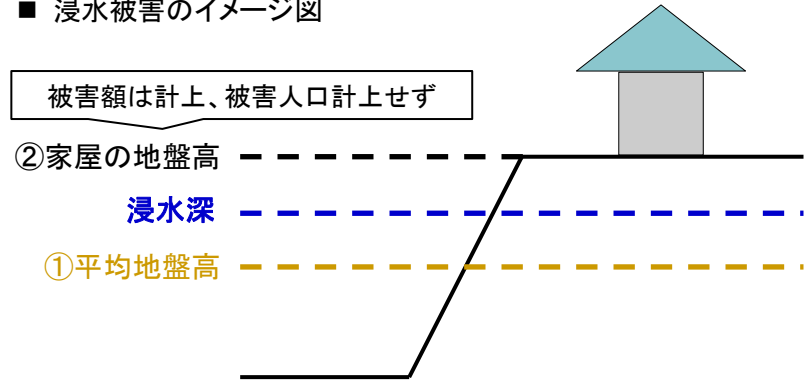 ■ 浸水被害のイメージ図
被害額は計上、被害人口計上せず
②家屋の地盤高
浸水深
①平均地盤高